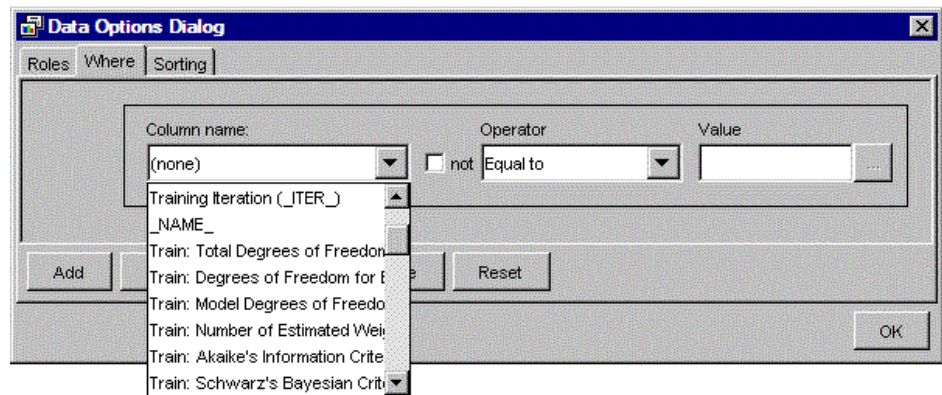 Data Options Dialog
Roles Where Sorting
Column name: Operator Value
(none) not Equal to ...
Training Iteration (_ITER_)
_NAME_
Train: Total Degrees of Freedom
Train: Degrees of Freedom for
Train: Model Degrees of Freedo
Train: Number of Estimated Wei
Train: Akaike's Information Crite
Train: Schwarz's Bayesian Crit
Add Reset
OK